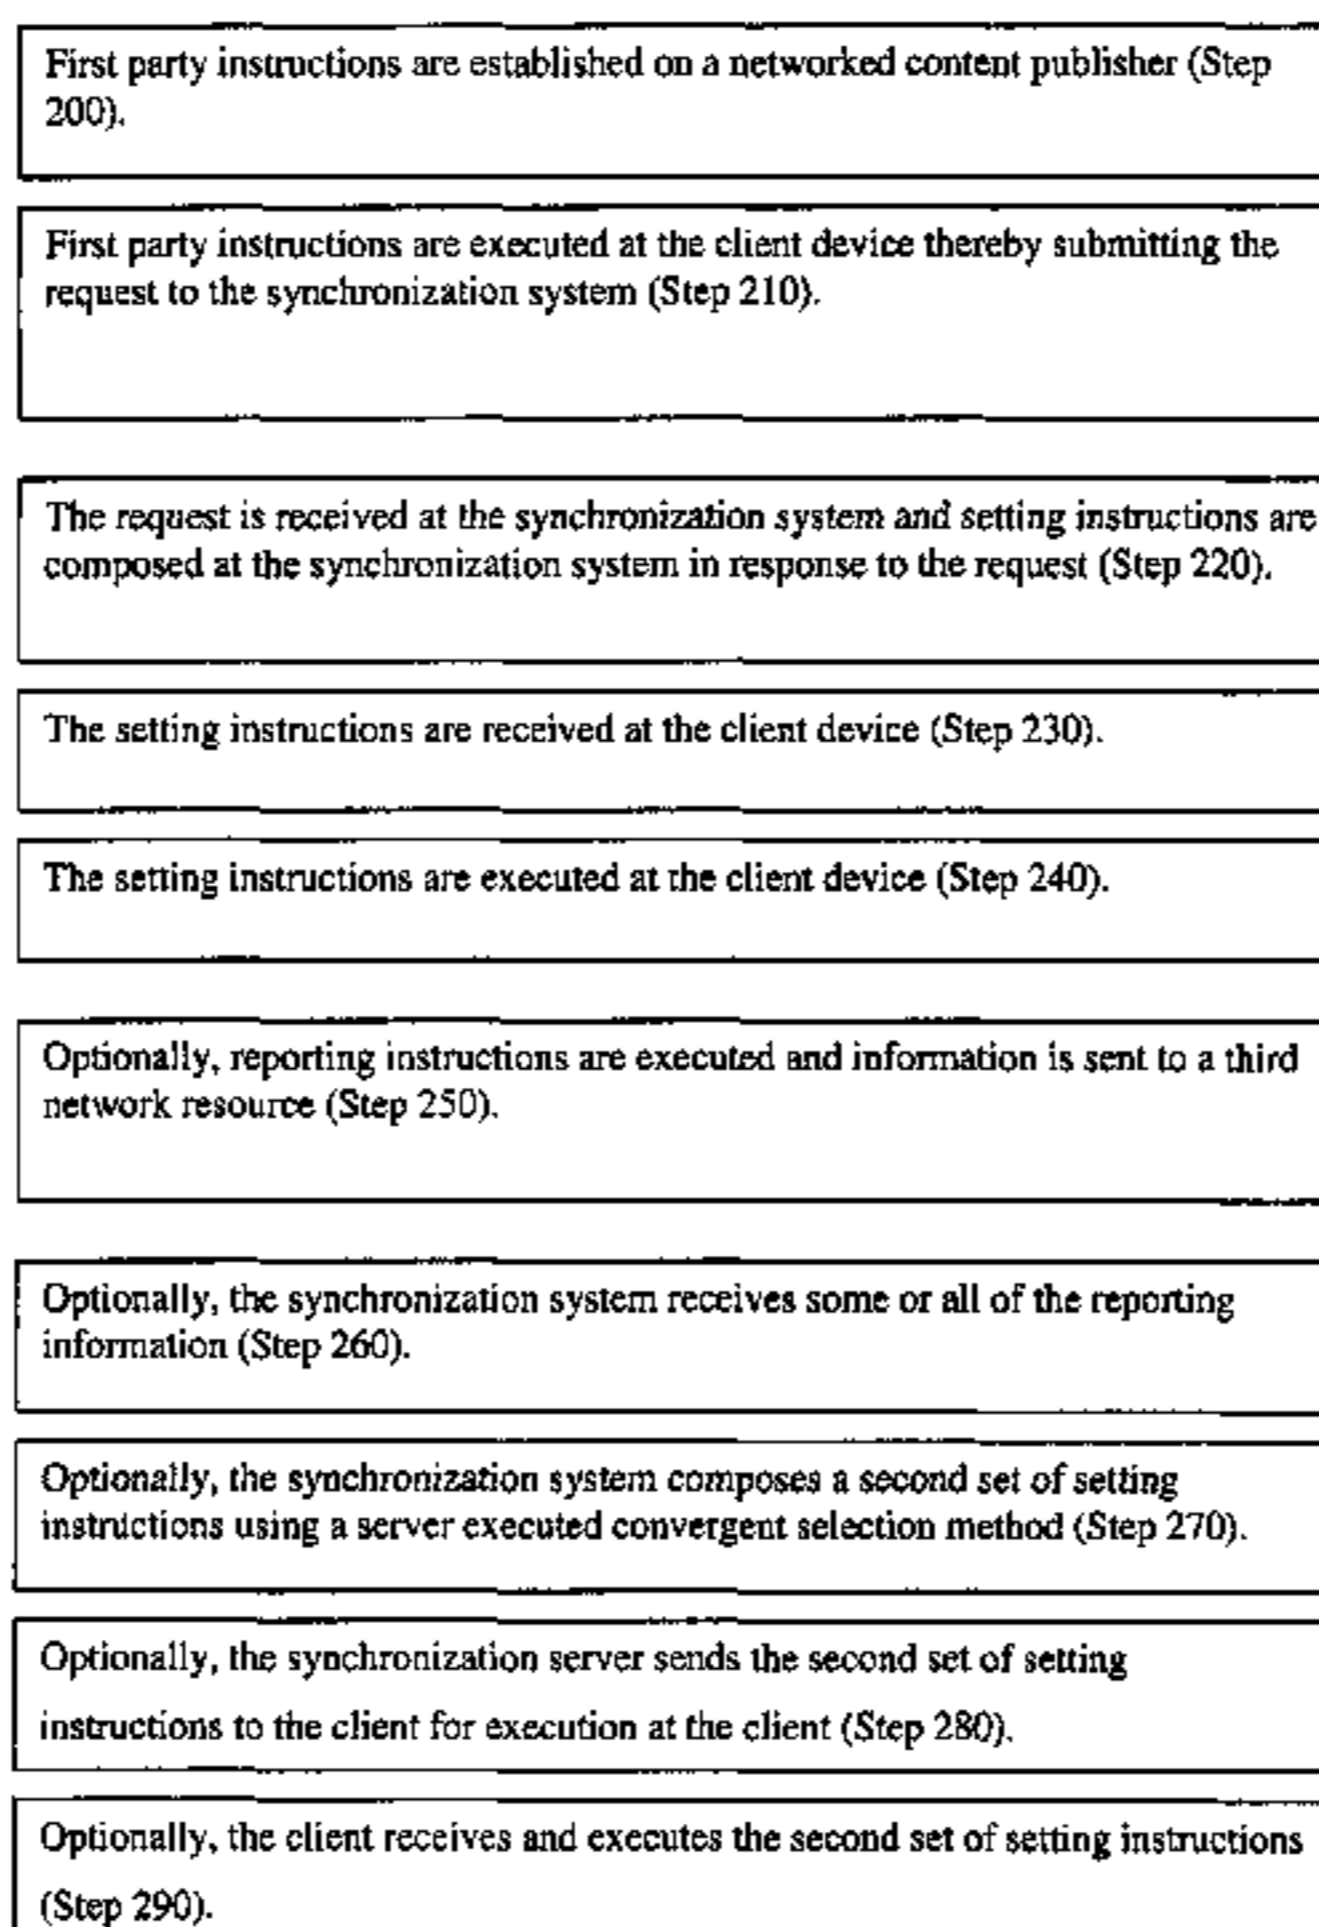 First party instructions are established on a networked content publisher (Step
200).
First party instructions are executed at the client device thereby submitting the
request to the synchronization system (Step 210).
The request is received at the synchronization system and setting instructions are
composed at the synchronization system in response to the request (Step 220).
The setting instructions are received at the client device (Step 230).
The setting instructions are executed at the client device (Step 240).
Optionally, reporting instructions are executed and information is sent to a third
network resource (Step 250).
Optionally, the synchronization system receives some or all of the reporting
information (Step 260).
Optionally, the synchronization system composes a second set of setting
instructions using a server executed convergent selection method (Step 270).
Optionally, the synchronization server sends the second set of setting
instructions to the client for execution at the client (Step 280).
Optionally, the client receives and executes the second set of setting instructions
(Step 290).